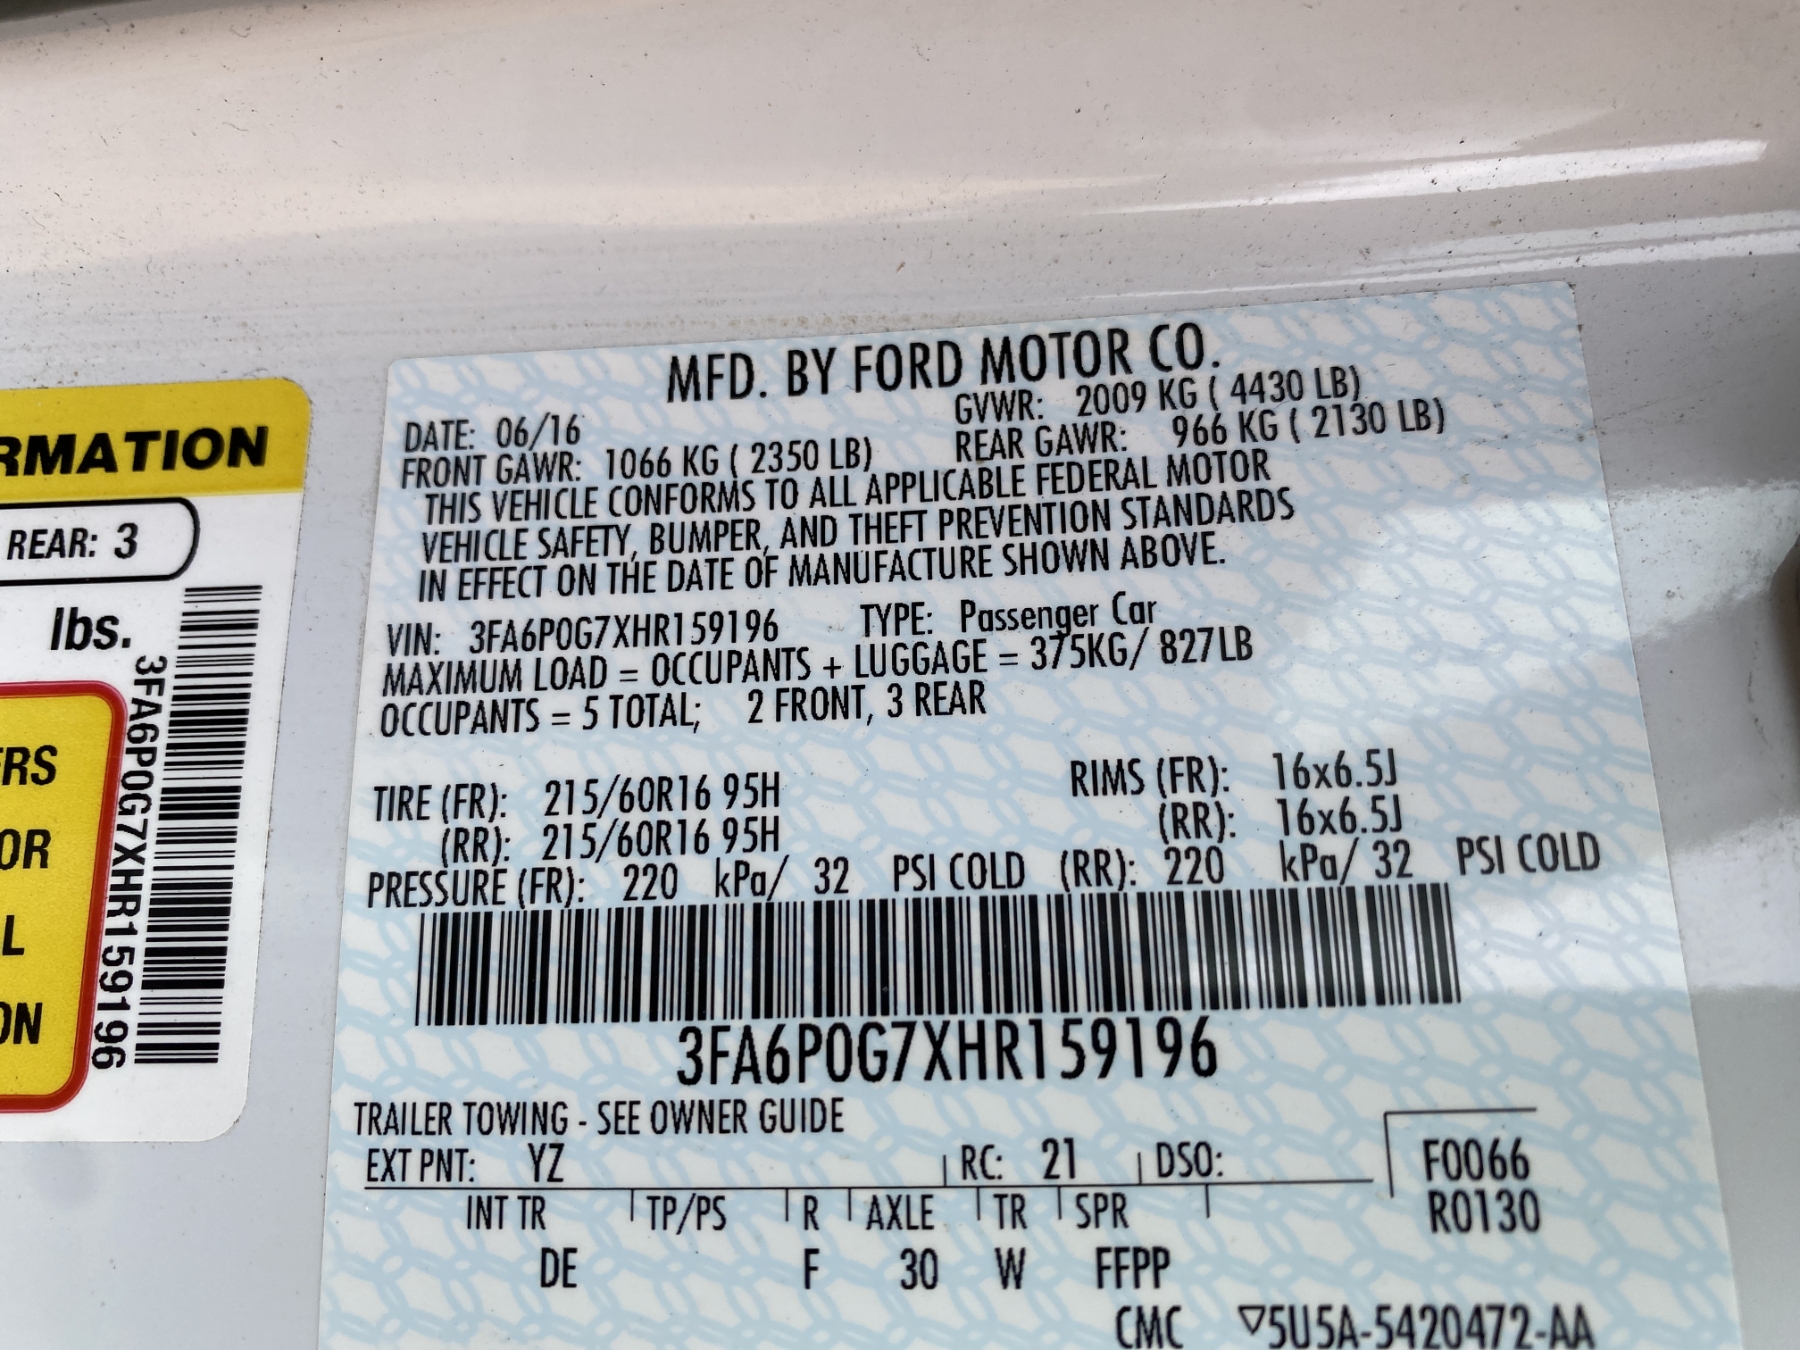 RMATION
REAR: 3
lbs.
3FA6P0G7XHR159196
ERS
OR
L
ON
MFD. BY FORD MOTOR CO.
DATE: 06/16 GVWR: 2009 KG ( 4430 LB)
FRONT GAWR: 1066 KG ( 2350 LB) REAR GAWR: 966 KG ( 2130 LB)
THIS VEHICLE CONFORMS TO ALL APPLICABLE FEDERAL MOTOR
VEHICLE SAFETY, BUMPER, AND THEFT PREVENTION STANDARDS
IN EFFECT ON THE DATE OF MANUFACTURE SHOWN ABOVE.
VIN: 3FA6P0G7XHR159196 TYPE: Passenger Car
MAXIMUM LOAD = OCCUPANTS + LUGGAGE = 375KG/ 827LB
OCCUPANTS = 5 TOTAL; 2 FRONT, 3 REAR
TIRE (FR): 215/60R16 95H RIMS (FR): 16x6.5J
(RR): 215/60R16 95H (RR): 16x6.5J
PRESSURE (FR): 220 kPa/ 32 PSI COLD (RR): 220 kPa/ 32 PSI COLD
3FA6P0G7XHR159196
TRAILER TOWING - SEE OWNER GUIDE
EXT PNT: YZ RC: 21 DSO: F0066
INT TR TP/PS R AXLE TR SPR R0130
DE F 30 W FFPP
CMC ▽5U5A-5420472-AA